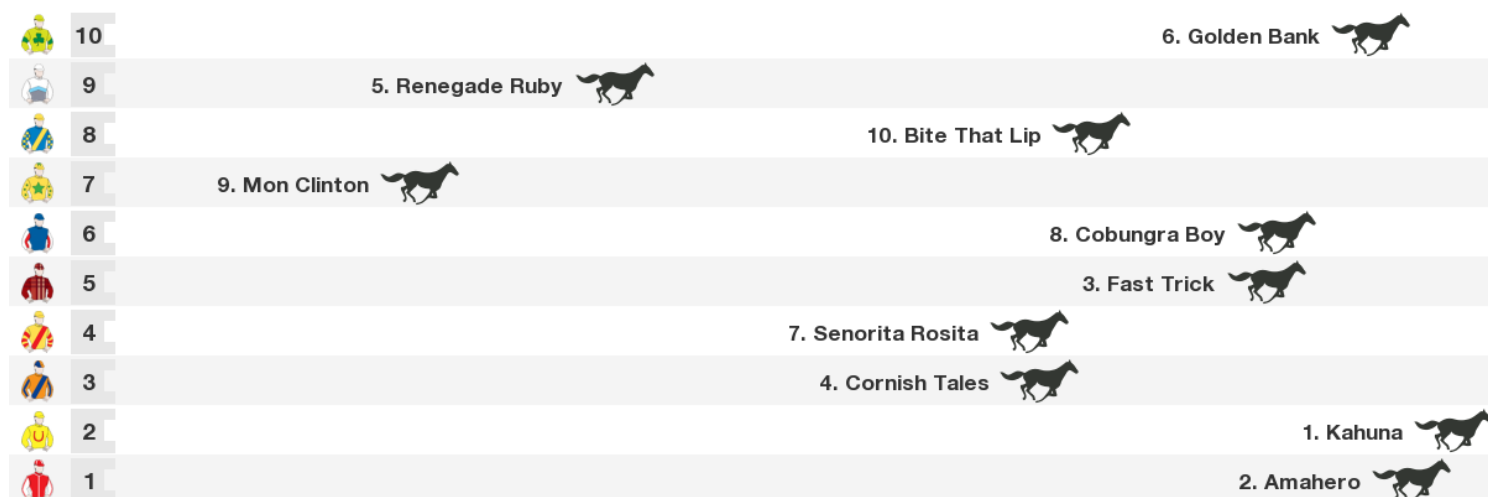 10 6. Golden Bank
9 5. Renegade Ruby
8 10. Bite That Lip
7 9. Mon Clinton
6 8. Cobungra Boy
5 3. Fast Trick
4 7. Senorita Rosita
3 4. Cornish Tales
2 1. Kahuna
1 2. Amahero